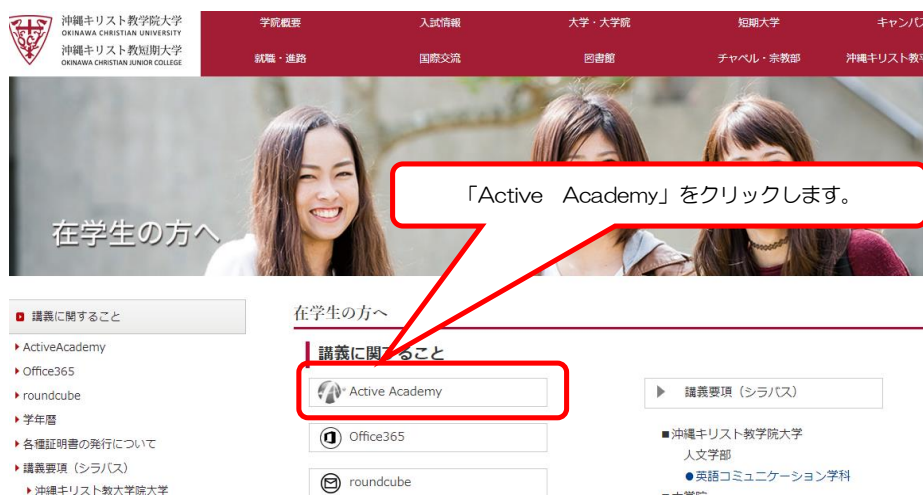 沖縄キリスト教学院大学
OKINAWA CHRISTIAN UNIVERSITY
沖縄キリスト教短期大学
OKINAWA CHRISTIAN JUNIOR COLLEGE
学院概要 入試情報 大学・大学院 短期大学 キャンパ
就職・進路 国際交流 図書館 チャペル・宗教部 沖縄キリスト教
「Active Academy」をクリックします。
在学生の方へ
講義に関すること
ActiveAcademy
Office365
roundcube
学年暦
各種証明書の発行について
講義要項（シラバス）
沖縄キリスト教大学院大学
在学生の方へ
講義に関すること
Active Academy
Office365
roundcube
講義要項（シラバス）
■沖縄キリスト教学院大学
人文学部
●英語コミュニケーション学科